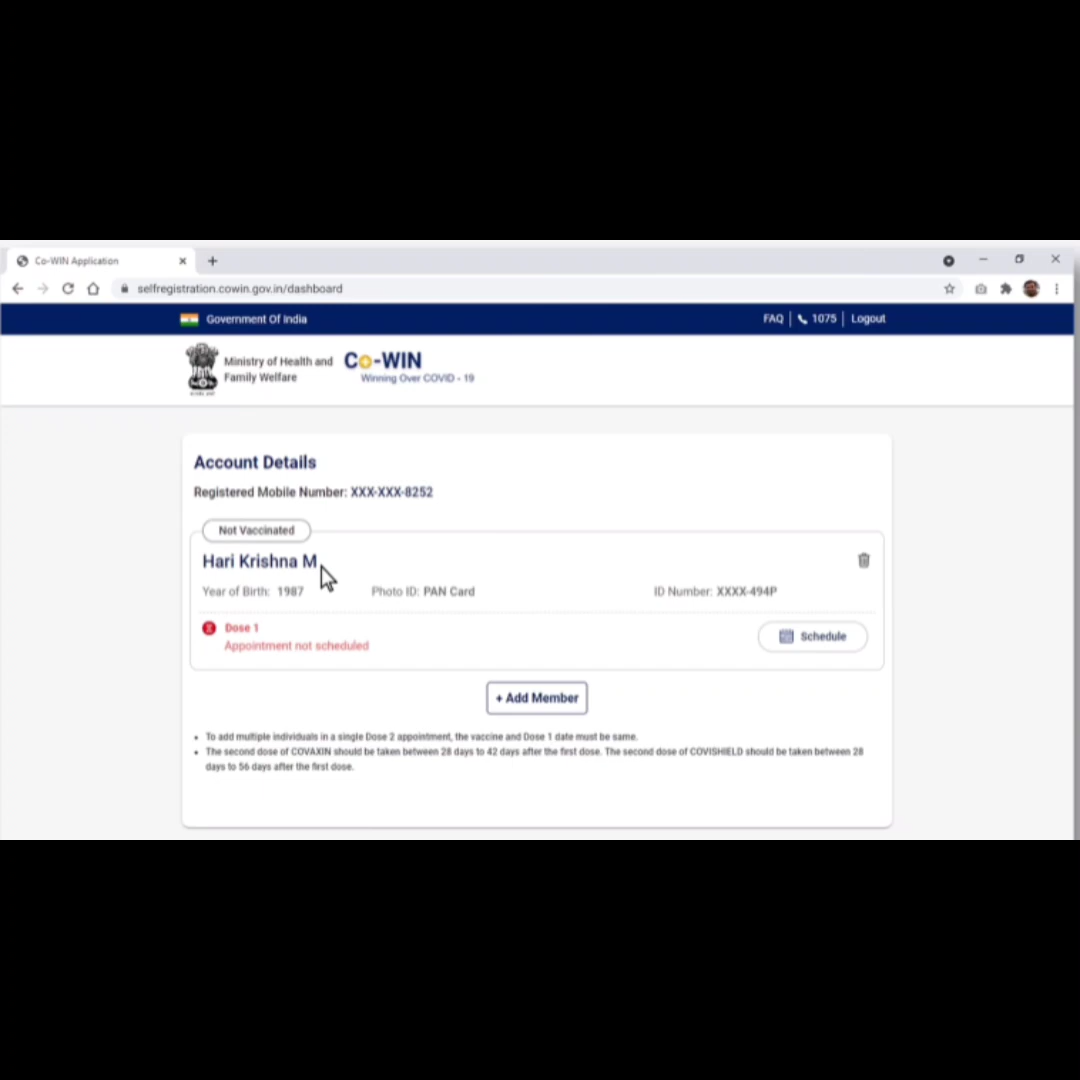 Co-WIN Application
selfregistration.cowin.gov.in/dashboard
Government Of India
FAQ | 1075 | Logout
Ministry of Health and
Family Welfare
Co-WIN
Winning Over COVID - 19
Account Details
Registered Mobile Number: XXX-XXX-8252
Not Vaccinated
Hari Krishna M
Year of Birth: 1987 Photo ID: PAN Card ID Number: XXXX-494P
Dose 1
Appointment not scheduled
Schedule
+ Add Member
To add multiple individuals in a single Dose 2 appointment, the vaccine and Dose 1 date must be same.
The second dose of COVAXIN should be taken between 28 days to 42 days after the first dose. The second dose of COVISHIELD should be taken between 28
days to 56 days after the first dose.